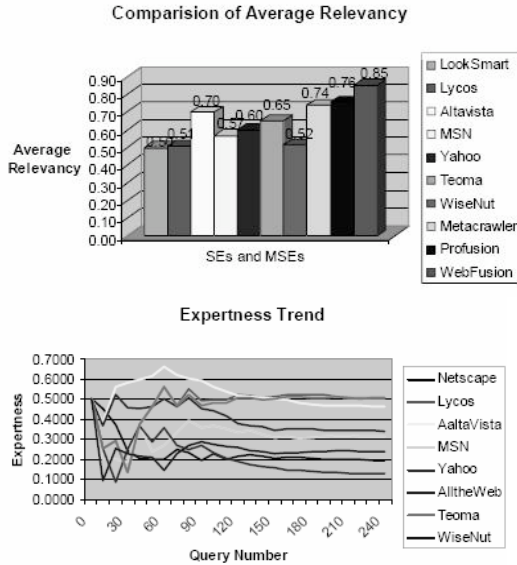 Comparision of Average Relevancy
0.90
0.80
0.70
0.60
0.50
0.40
0.30
0.20
0.10
0.00
Average
Relevancy
0.51
0.70
0.57
0.60
0.65
0.52
0.74
0.76
0.85
SEs and MSEs
LookSmart
Lycos
Altavista
MSN
Yahoo
Teoma
WiseNut
Metacrawler
Profusion
WebFusion
Expertness Trend
0.7000
0.6000
0.5000
0.4000
0.3000
0.2000
0.1000
0.0000
Expertness
0 30 60 90 120 150 180 210 240
Query Number
Netscape
Lycos
AaltaVista
MSN
Yahoo
AlltheWeb
Teoma
WiseNut